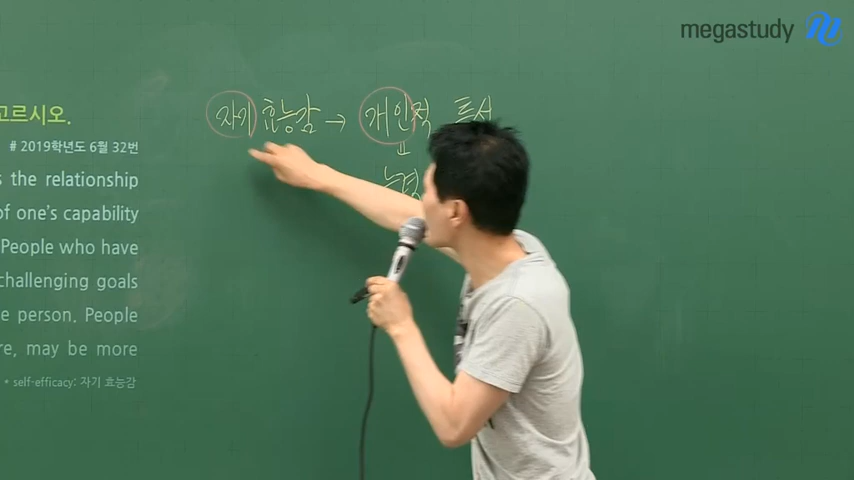 megastudy
자기 효능감 → 개인적 특성
능력
고르시오.
# 2019학년도 6월 32번
s the relationship
of one's capability
People who have
challenging goals
e person. People
re, may be more
* self-efficacy: 자기 효능감